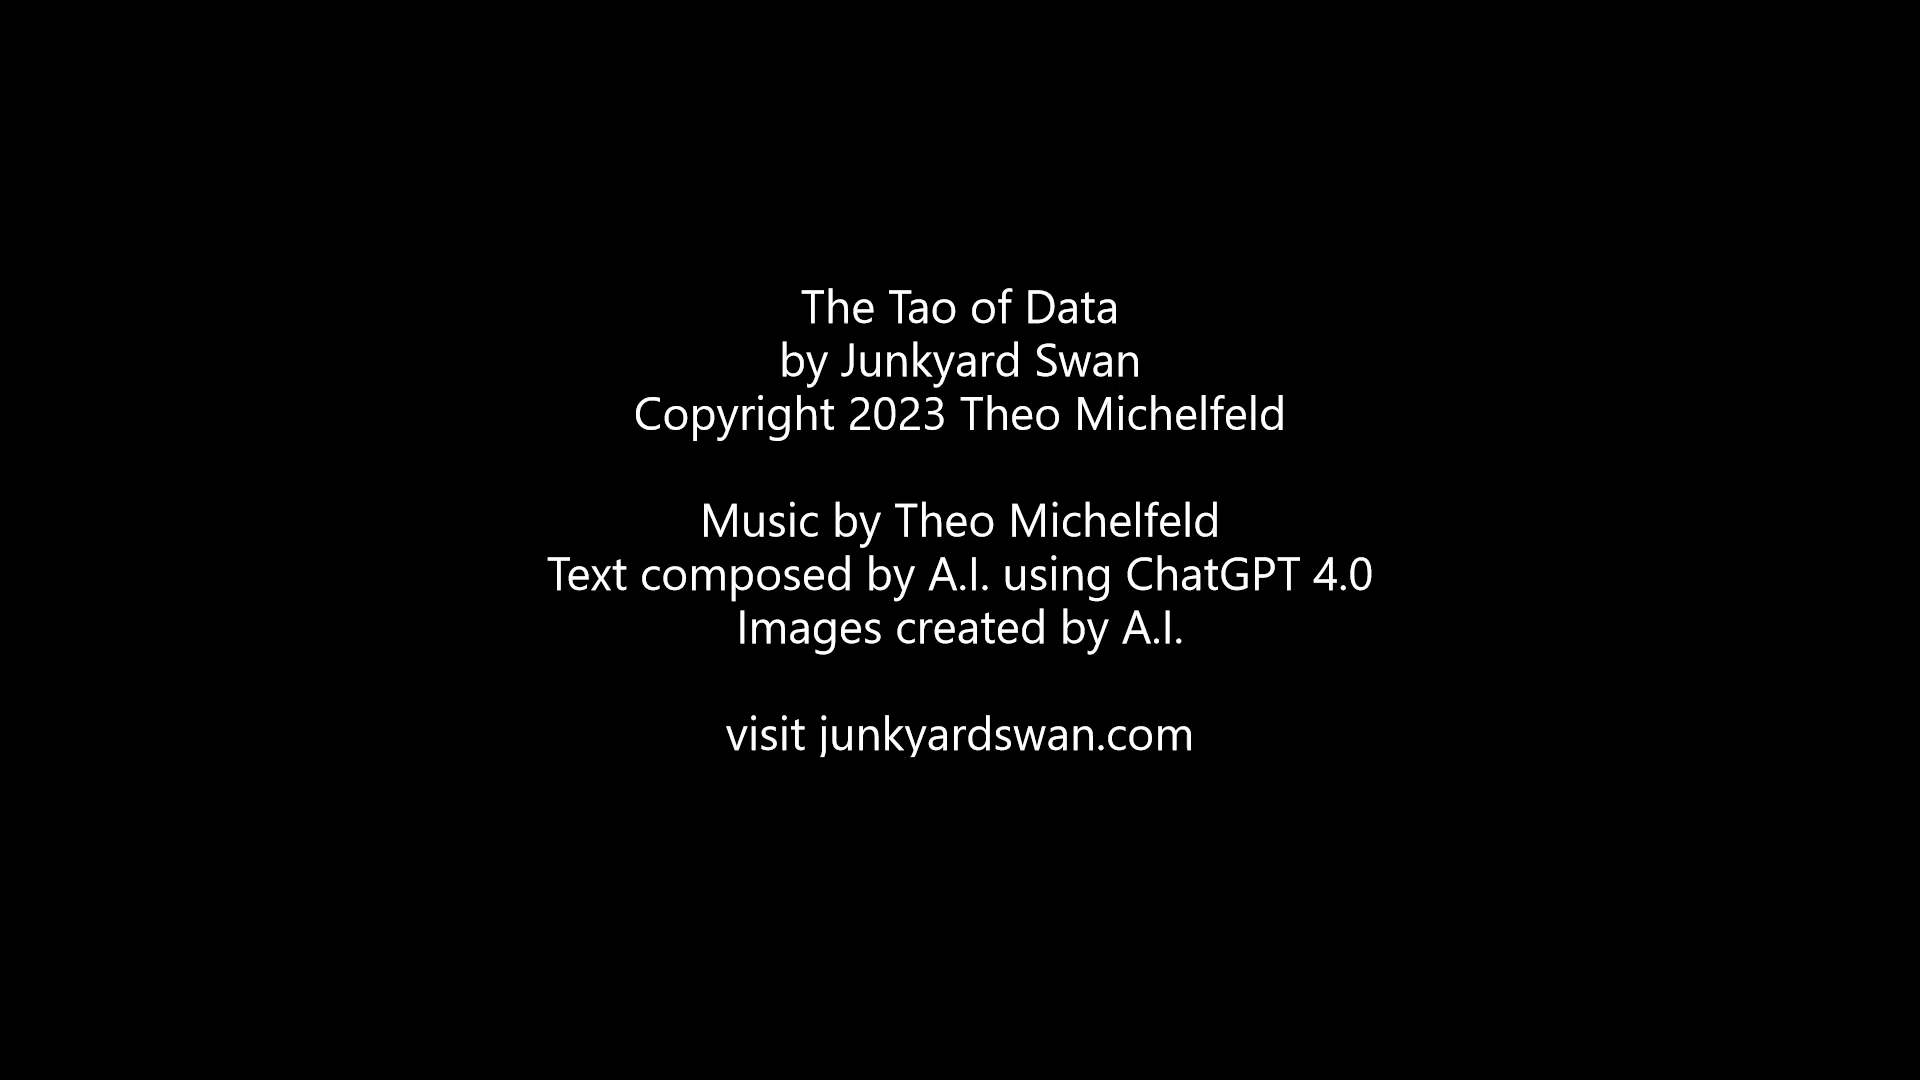 The Tao of Data
by Junkyard Swan
Copyright 2023 Theo Michelfeld
Music by Theo Michelfeld
Text composed by A.I. using ChatGPT 4.0
Images created by A.I.
visit junkyardswan.com